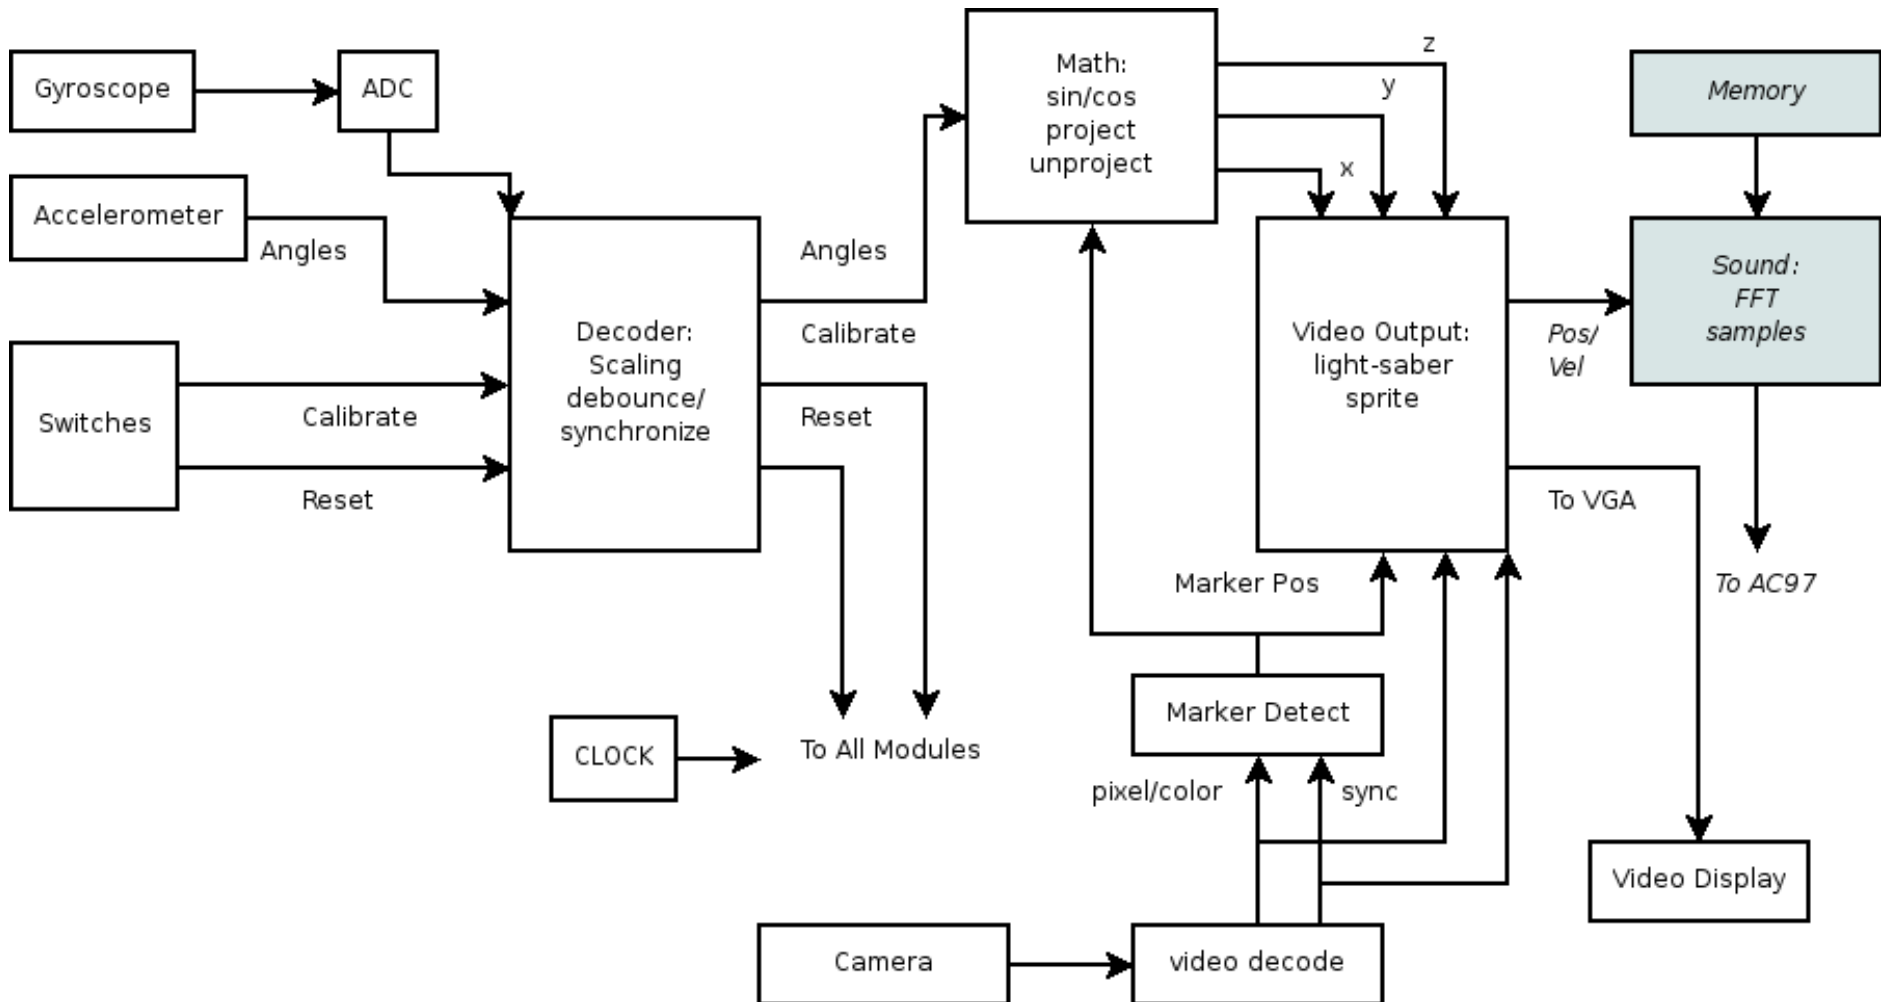 Gyroscope
ADC
Accelerometer
Angles
Switches
Calibrate
Reset
Decoder:
Scaling
debounce/
synchronize
Angles
Calibrate
Reset
CLOCK
To All Modules
Math:
sin/cos
project
unproject
z
y
x
Video Output:
light-saber
sprite
Memory
Sound:
FFT
samples
Pos/
Vel
To VGA
To AC97
Marker Pos
Marker Detect
pixel/color
sync
Video Display
Camera
video decode